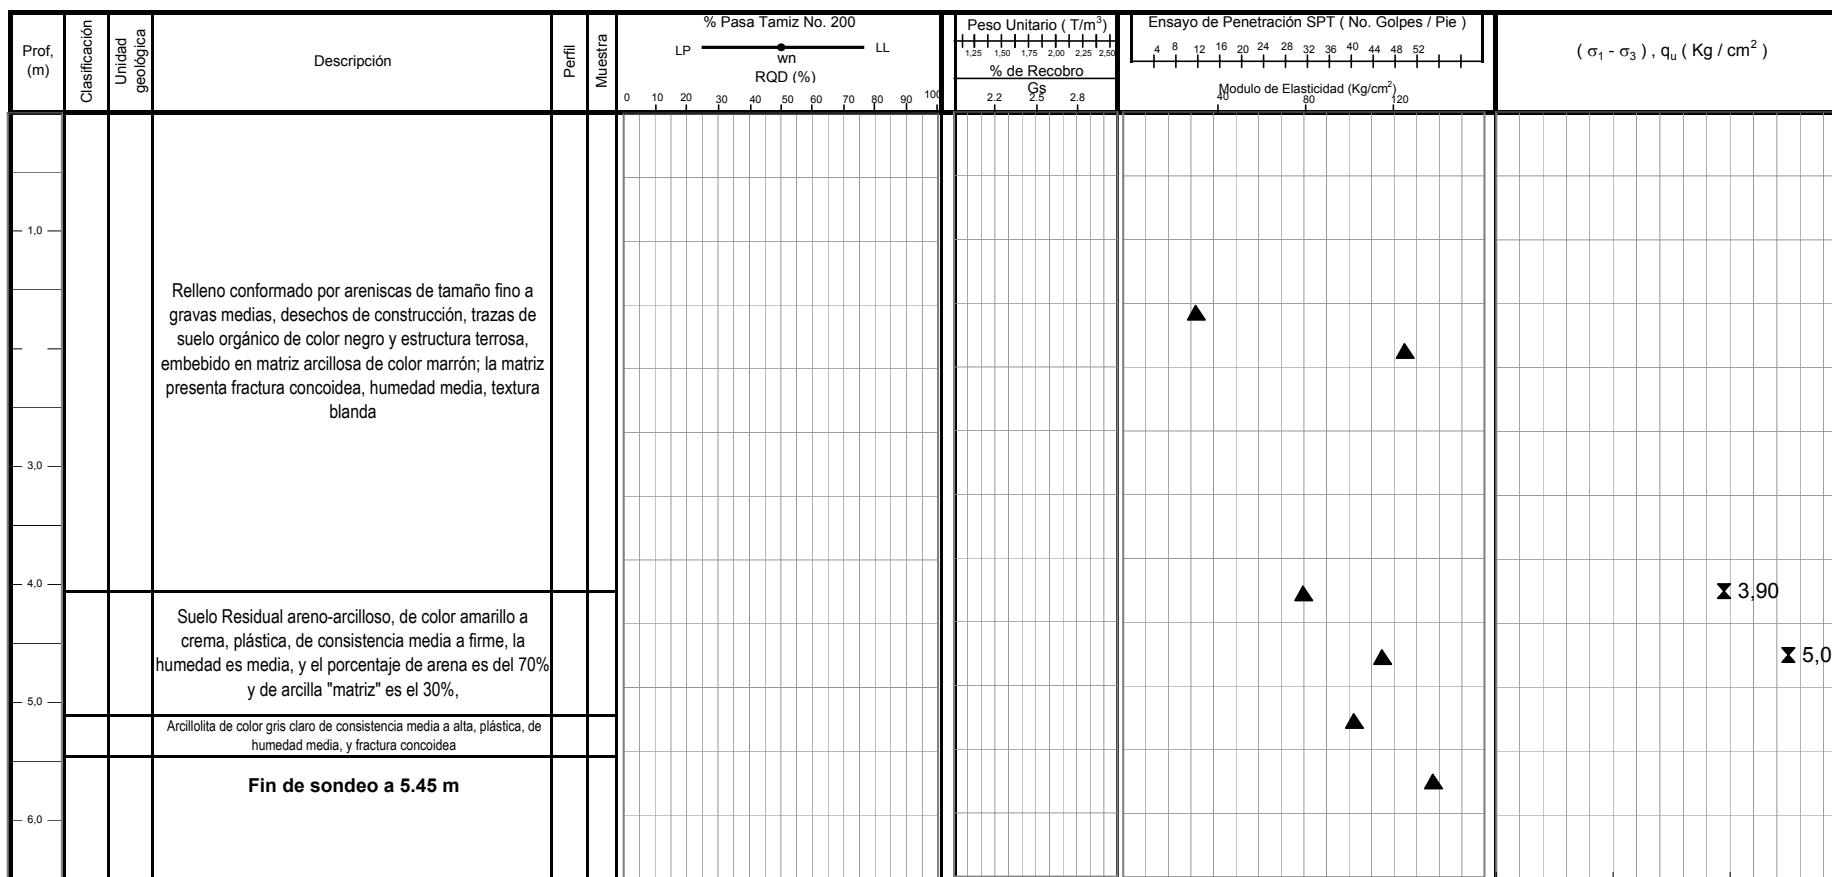 Prof,
(m)
Clasificación
Unidad
geológica
Descripción
Perfil
Muestra
% Pasa Tamiz No. 200
LP
LL
wn
RQD (%)
0 10 20 30 40 50 60 70 80 90 100
Peso Unitario ( T/m³)
1,25 1,50 1,75 2,00 2,25 2,50
% de Recobro
Gs
2.2 2.5 2.8
Ensayo de Penetración SPT ( No. Golpes / Pie )
4 8 12 16 20 24 28 32 36 40 44 48 52
Modulo de Elasticidad (Kg/cm²)
40 80 120
( σ₁ - σ₃ ) , qᵤ ( Kg / cm² )
1,0
Relleno conformado por areniscas de tamaño fino a
gravas medias, desechos de construcción, trazas de
suelo orgánico de color negro y estructura terrosa,
embebido en matriz arcillosa de color marrón; la matriz
presenta fractura concoidea, humedad media, textura
blanda
3,0
4,0
3,90
Suelo Residual areno-arcilloso, de color amarillo a
crema, plástica, de consistencia media a firme, la
humedad es media, y el porcentaje de arena es del 70%
y de arcilla "matriz" es el 30%,
5,0
5,0
Arcillolita de color gris claro de consistencia media a alta, plástica, de
humedad media, y fractura concoidea
Fin de sondeo a 5.45 m
6,0